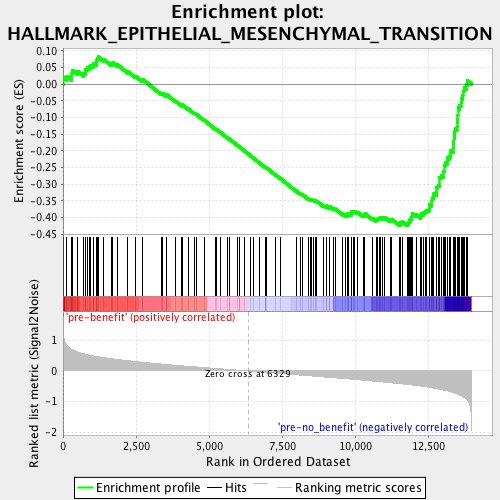 Enrichment plot:
HALLMARK_EPITHELIAL_MESENCHYMAL_TRANSITION
Enrichment score (ES)
0.10
0.05
0.00
-0.05
-0.10
-0.15
-0.20
-0.25
-0.30
-0.35
-0.40
-0.45
Ranked list metric (Signal2Noise)
'pre-benefit' (positively correlated)
1
0
-1
-2
Zero cross at 6329
'pre-no_benefit' (negatively correlated)
0
2,500
5,000
7,500
10,000
12,500
Rank in Ordered Dataset
Enrichment profile
Hits
Ranking metric scores